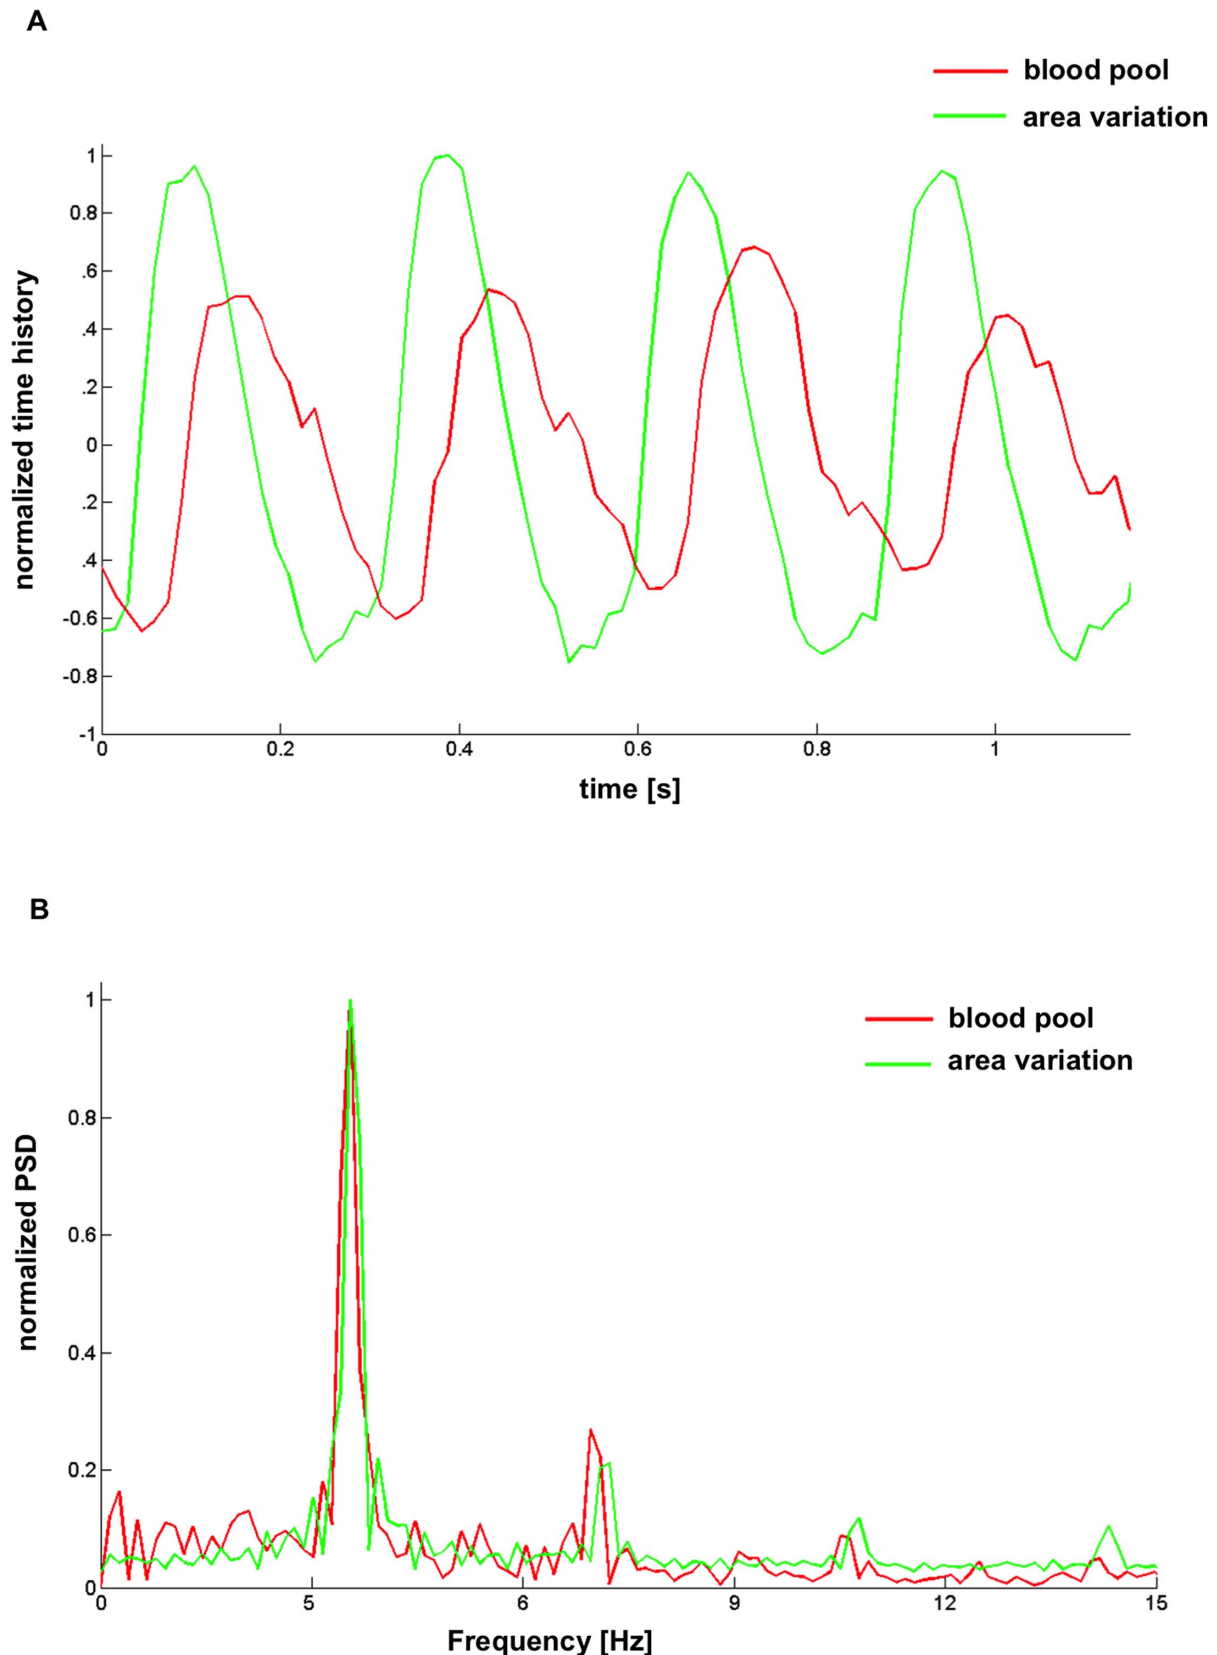 A
blood pool
area variation
1
0.8
.6
.4
.2
0
.2
.4
-0.6
-0.8
-1
normalized time history
0 0.2 0.4 0.6 0.8 1
time [s]
B
blood pool
area variation
1
0.8
0.6
0.4
0.2
0
normalized PSD
0 5 6 9 12 15
Frequency [Hz]